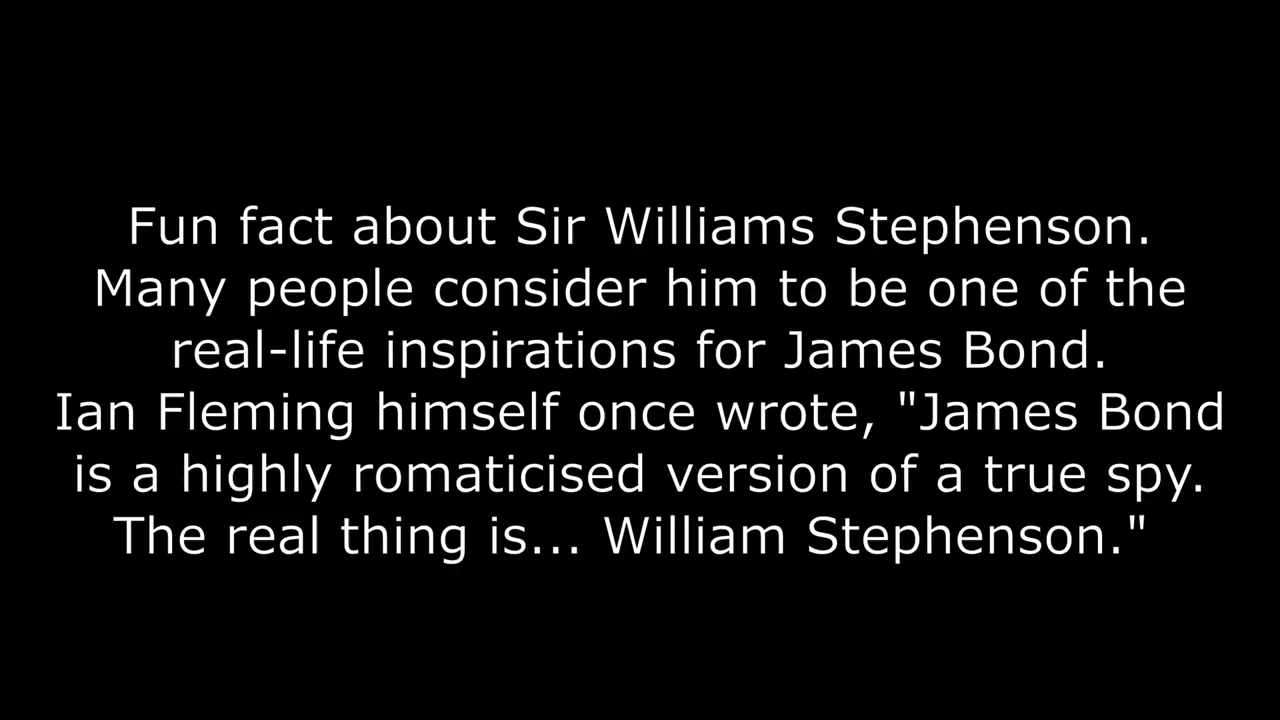 Fun fact about Sir Williams Stephenson.
Many people consider him to be one of the
real-life inspirations for James Bond.
Ian Fleming himself once wrote, "James Bond
is a highly romaticised version of a true spy.
The real thing is... William Stephenson."